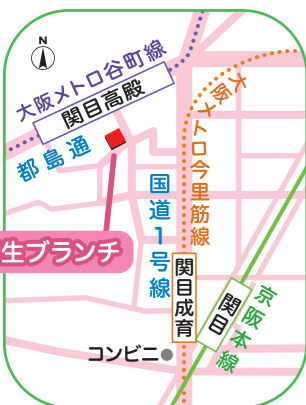 N
大阪メトロ谷町線
関目高殿
都島通
大阪メトロ今里筋線
国道1号線
生ブランチ
関目成育
関目
京阪本線
コンビニ